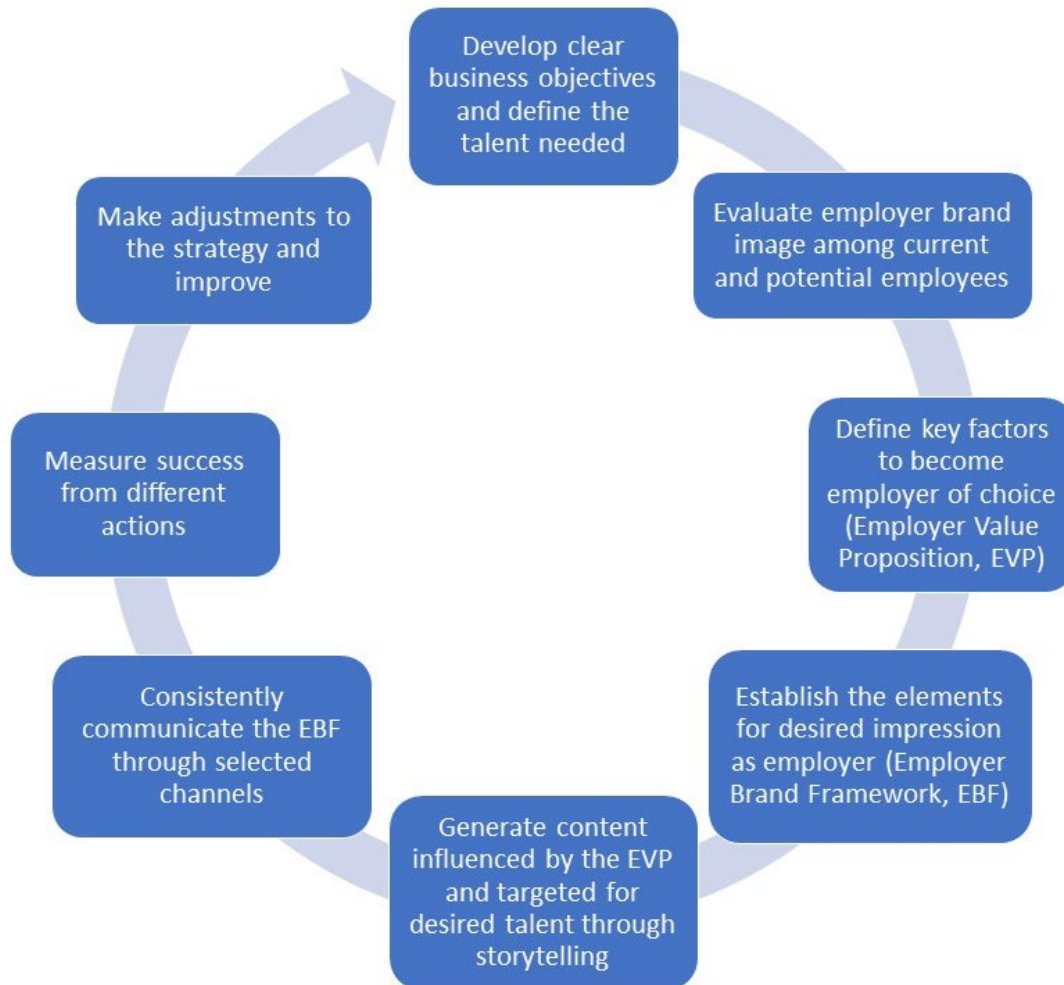 Develop clear
business objectives
and define the
talent needed
Evaluate employer brand
image among current
and potential employees
Define key factors
to become
employer of choice
(Employer Value
Proposition, EVP)
Establish the elements
for desired impression
as employer (Employer
Brand Framework, EBF)
Generate content
influenced by the EVP
and targeted for
desired talent through
storytelling
Consistently
communicate the EBF
through selected
channels
Measure success
from different
actions
Make adjustments to
the strategy and
improve